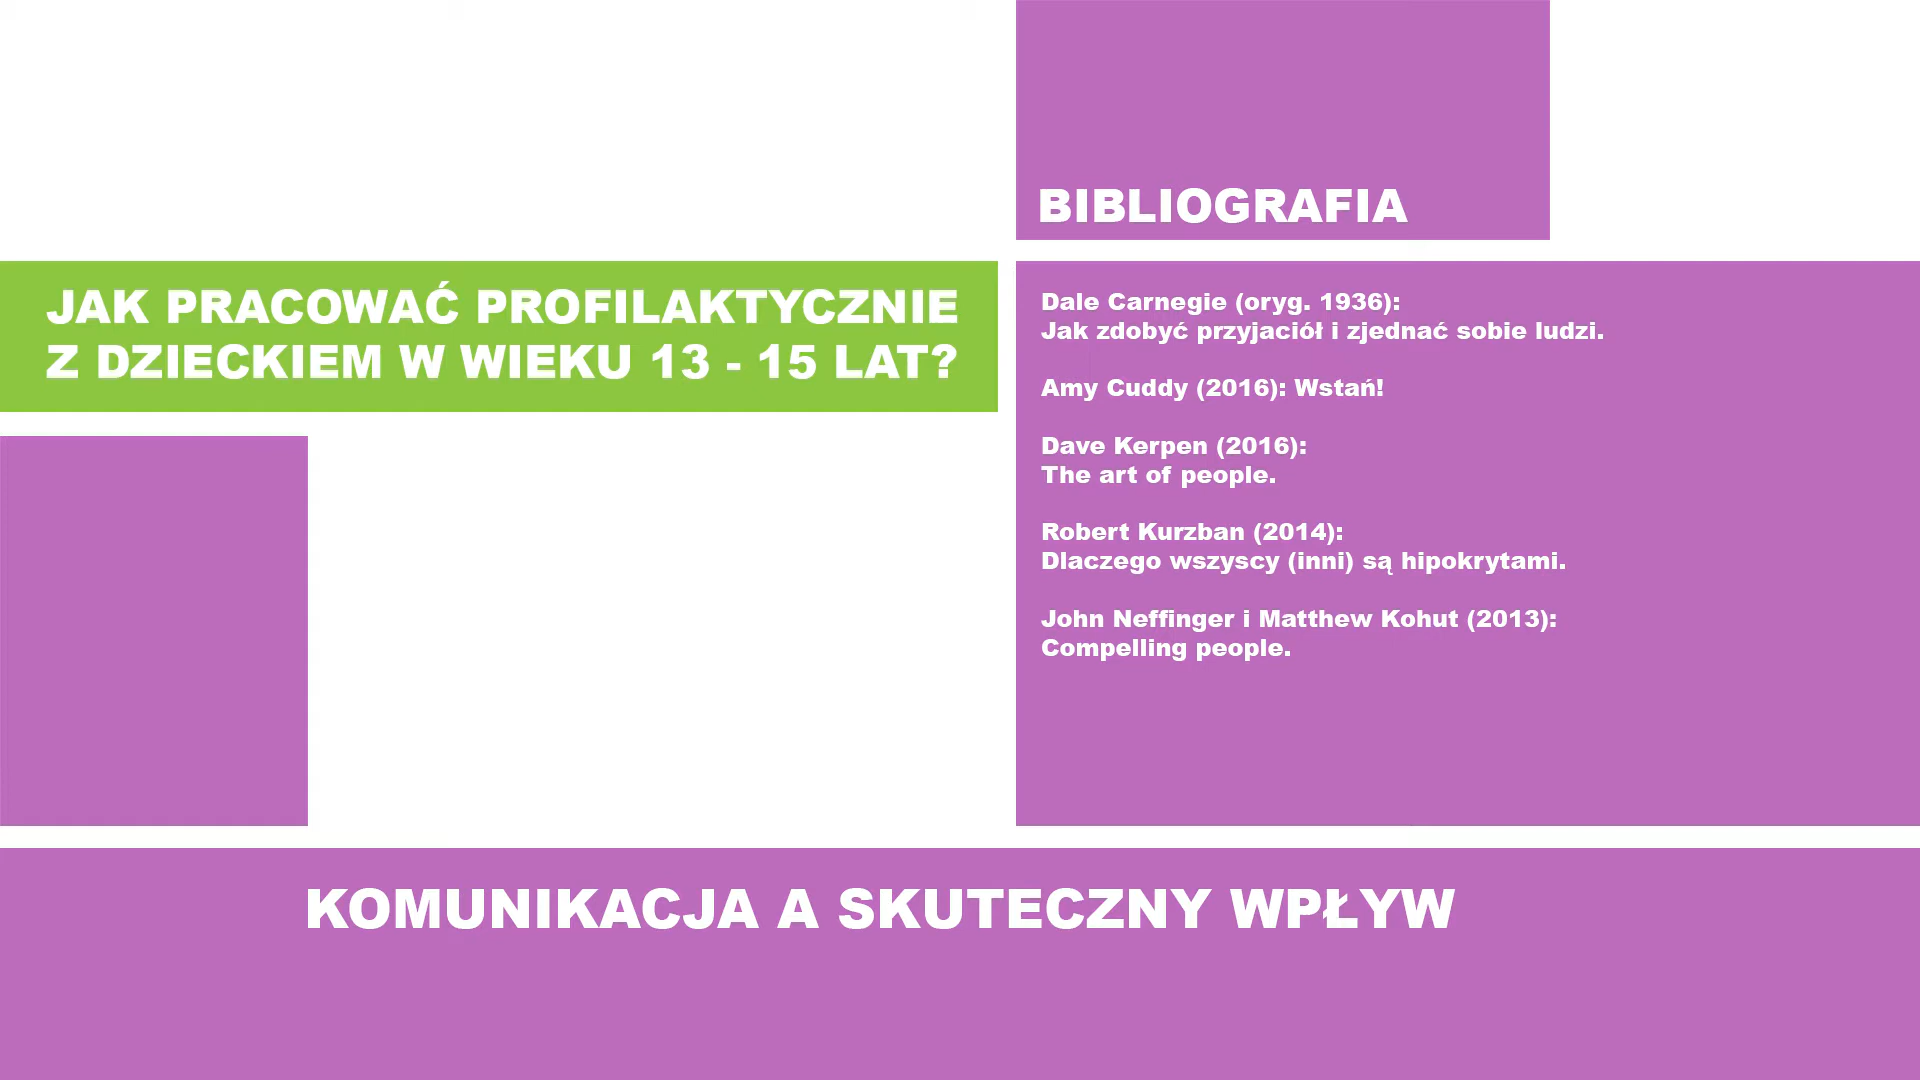 BIBLIOGRAFIA
JAK PRACOWAĆ PROFILAKTYCZNIE
Z DZIECKIEM W WIEKU 13 - 15 LAT?
Dale Carnegie (oryg. 1936):
Jak zdobyć przyjaciół i zjednać sobie ludzi.
Amy Cuddy (2016): Wstań!
Dave Kerpen (2016):
The art of people.
Robert Kurzban (2014):
Dlaczego wszyscy (inni) są hipokrytami.
John Neffinger i Matthew Kohut (2013):
Compelling people.
KOMUNIKACJA A SKUTECZNY WPŁYW